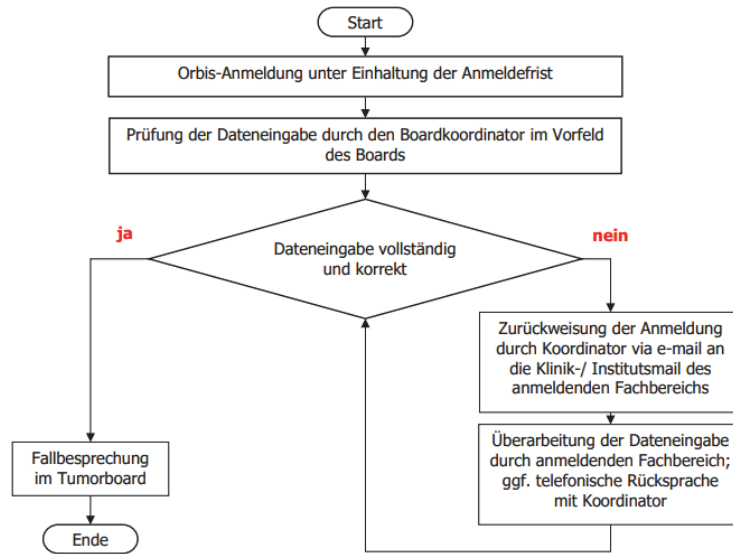 Start
Orbis-Anmeldung unter Einhaltung der Anmeldefrist
Prüfung der Dateneingabe durch den Boardkoordinator im Vorfeld
des Boards
ja
nein
Dateneingabe vollständig
und korrekt
Zurückweisung der Anmeldung
durch Koordinator via e-mail an
die Klinik-/ Institutsmail des
anmeldenden Fachbereichs
Überarbeitung der Dateneingabe
durch anmeldenden Fachbereich;
ggf. telefonische Rücksprache
mit Koordinator
Fallbesprechung
im Tumorboard
Ende